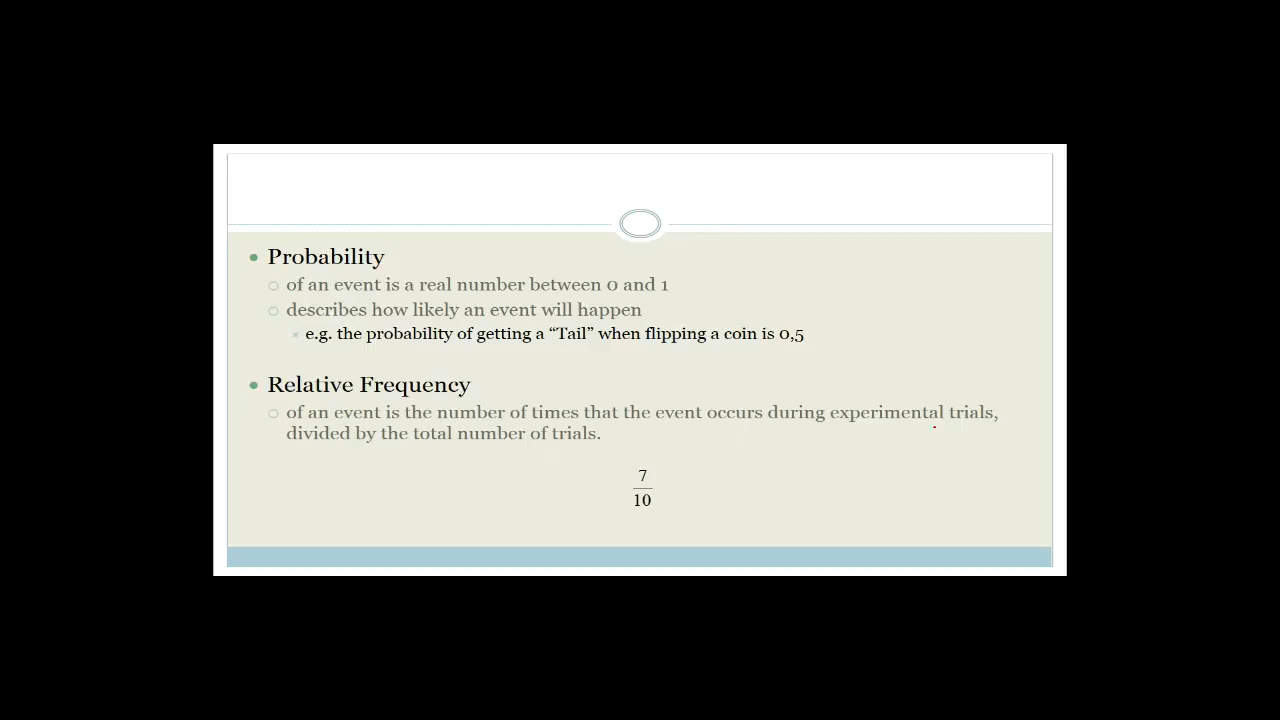 Probability
of an event is a real number between 0 and 1
describes how likely an event will happen
e.g. the probability of getting a “Tail” when flipping a coin is 0,5
Relative Frequency
of an event is the number of times that the event occurs during experimental trials,
divided by the total number of trials.
7
10